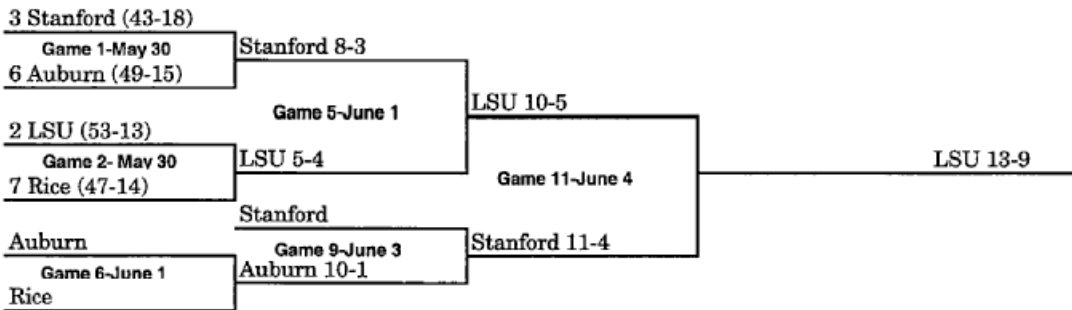 3 Stanford (43-18)
Game 1-May 30
Stanford 8-3
6 Auburn (49-15)
Game 5-June 1
LSU 10-5
2 LSU (53-13)
Game 2- May 30
LSU 5-4
LSU 13-9
7 Rice (47-14)
Game 11-June 4
Stanford
Auburn
Game 9-June 3
Stanford 11-4
Game 6-June 1
Auburn 10-1
Rice